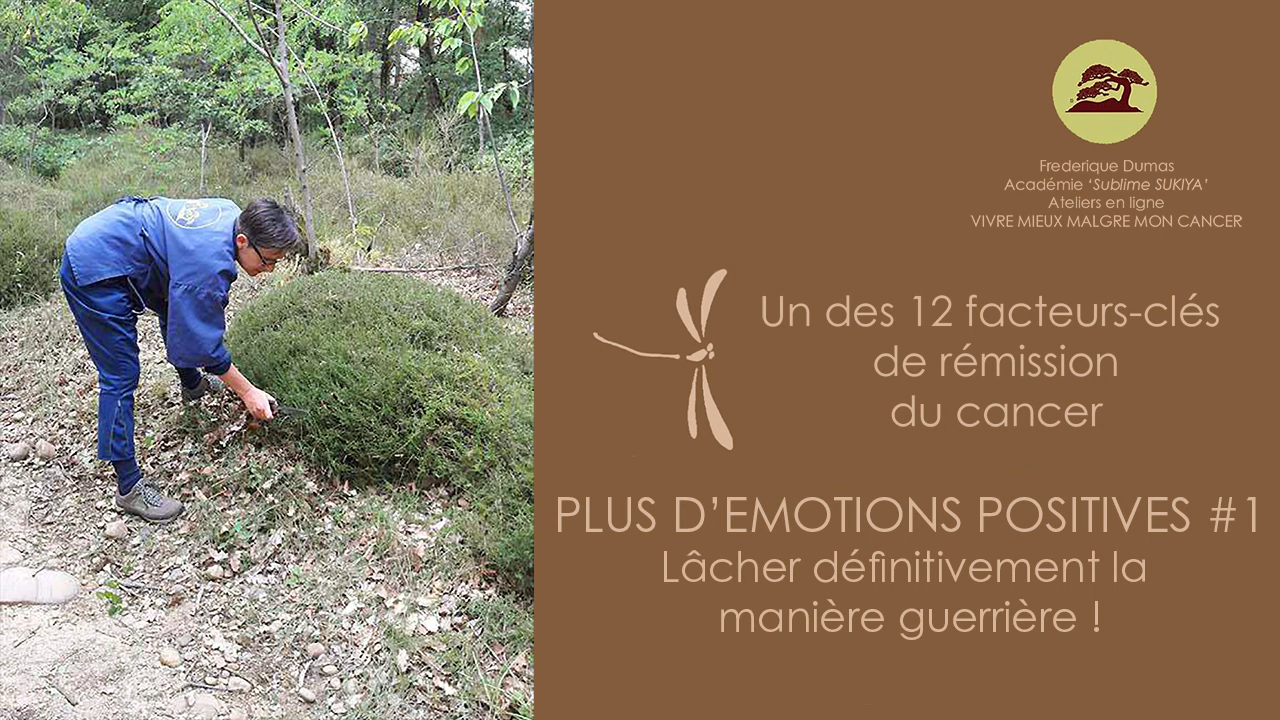 Frederique Dumas
Académie ‘Sublime SUKIYA’
Ateliers en ligne
VIVRE MIEUX MALGRE MON CANCER
Un des 12 facteurs-clés
de rémission
du cancer
PLUS D’EMOTIONS POSITIVES #1
Lâcher définitivement la
manière guerrière !